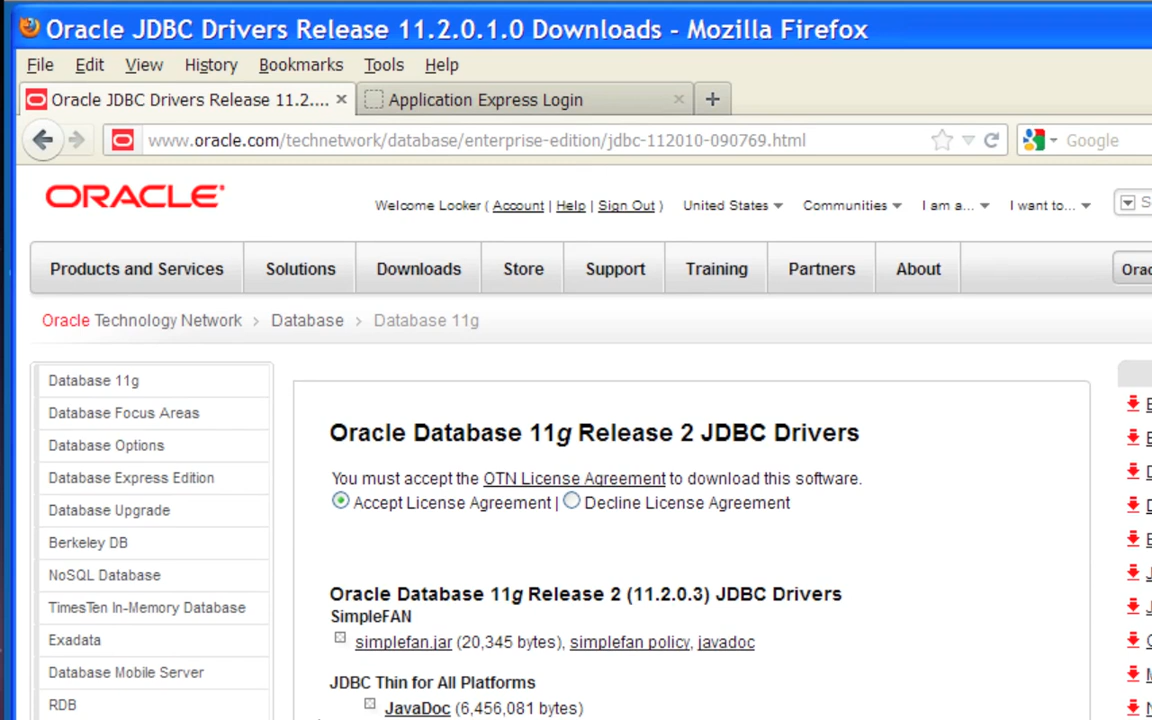 Oracle JDBC Drivers Release 11.2.0.1.0 Downloads - Mozilla Firefox
File Edit View History Bookmarks Tools Help
Oracle JDBC Drivers Release 11.2.... Application Express Login
www.oracle.com/technetwork/database/enterprise-edition/jdbc-112010-090769.html Google
ORACLE
Welcome Looker ( Account | Help | Sign Out ) United States Communities I am a... I want to... S
Products and Services Solutions Downloads Store Support Training Partners About Orac
Oracle Technology Network > Database > Database 11g
Database 11g
Database Focus Areas
Database Options
Database Express Edition
Database Upgrade
Berkeley DB
NoSQL Database
TimesTen In-Memory Database
Exadata
Database Mobile Server
RDB
Oracle Database 11g Release 2 JDBC Drivers
You must accept the OTN License Agreement to download this software.
Accept License Agreement | Decline License Agreement
Oracle Database 11g Release 2 (11.2.0.3) JDBC Drivers
SimpleFAN
simplefan.jar (20,345 bytes), simplefan policy, javadoc
JDBC Thin for All Platforms
JavaDoc (6,456,081 bytes)